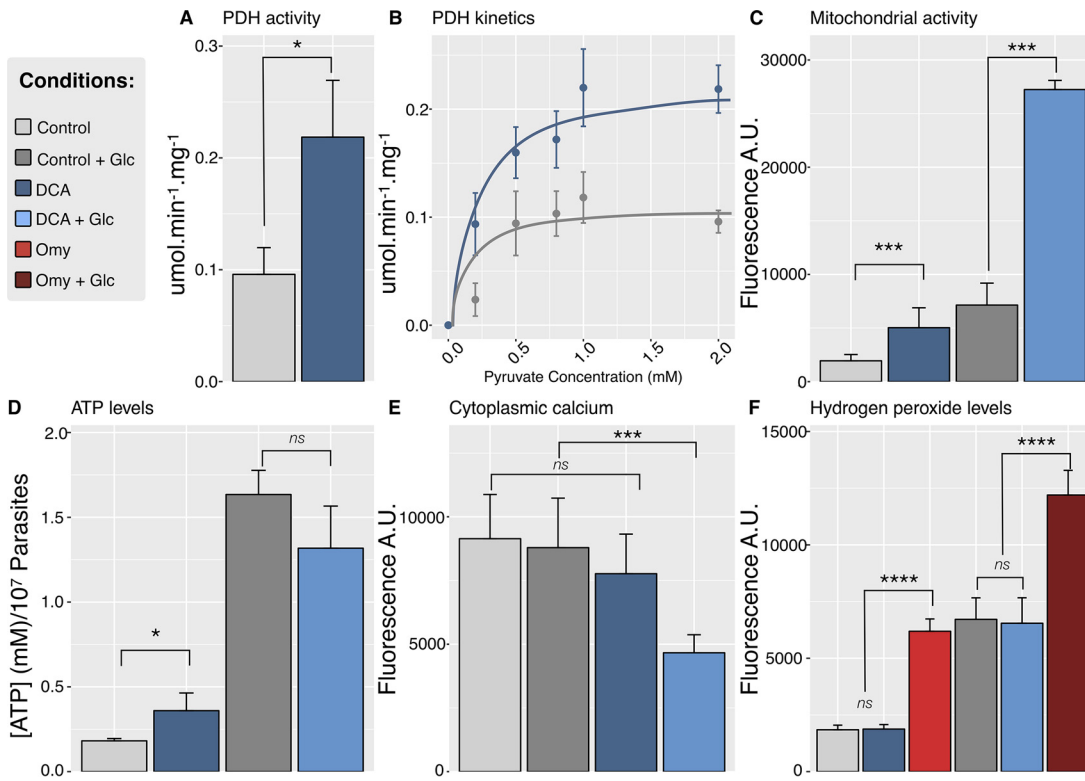 Conditions:
Control
Control + Glc
DCA
DCA + Glc
Omy
Omy + Glc
A PDH activity
umol.min⁻¹.mg⁻¹
0.3
0.2
0.1
0.0
*
B PDH kinetics
umol.min⁻¹.mg⁻¹
0.2
0.1
0.0
0.0 0.5 1.0 1.5 2.0
Pyruvate Concentration (mM)
C Mitochondrial activity
Fluorescence A.U.
30000
20000
10000
0
***
***
D ATP levels
[ATP] (mM)/10⁷ Parasites
2.0
1.5
1.0
0.5
0.0
*
ns
E Cytoplasmic calcium
Fluorescence A.U.
10000
5000
0
***
ns
F Hydrogen peroxide levels
Fluorescence A.U.
15000
10000
5000
0
****
ns
****
ns